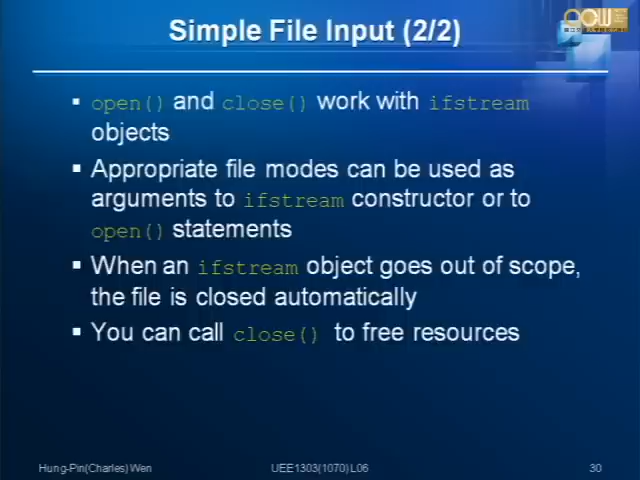 Simple File Input (2/2)
open() and close() work with ifstream
objects
Appropriate file modes can be used as
arguments to ifstream constructor or to
open() statements
When an ifstream object goes out of scope,
the file is closed automatically
You can call close() to free resources
Hung-Pin(Charles) Wen
UEE1303(1070) L06
30